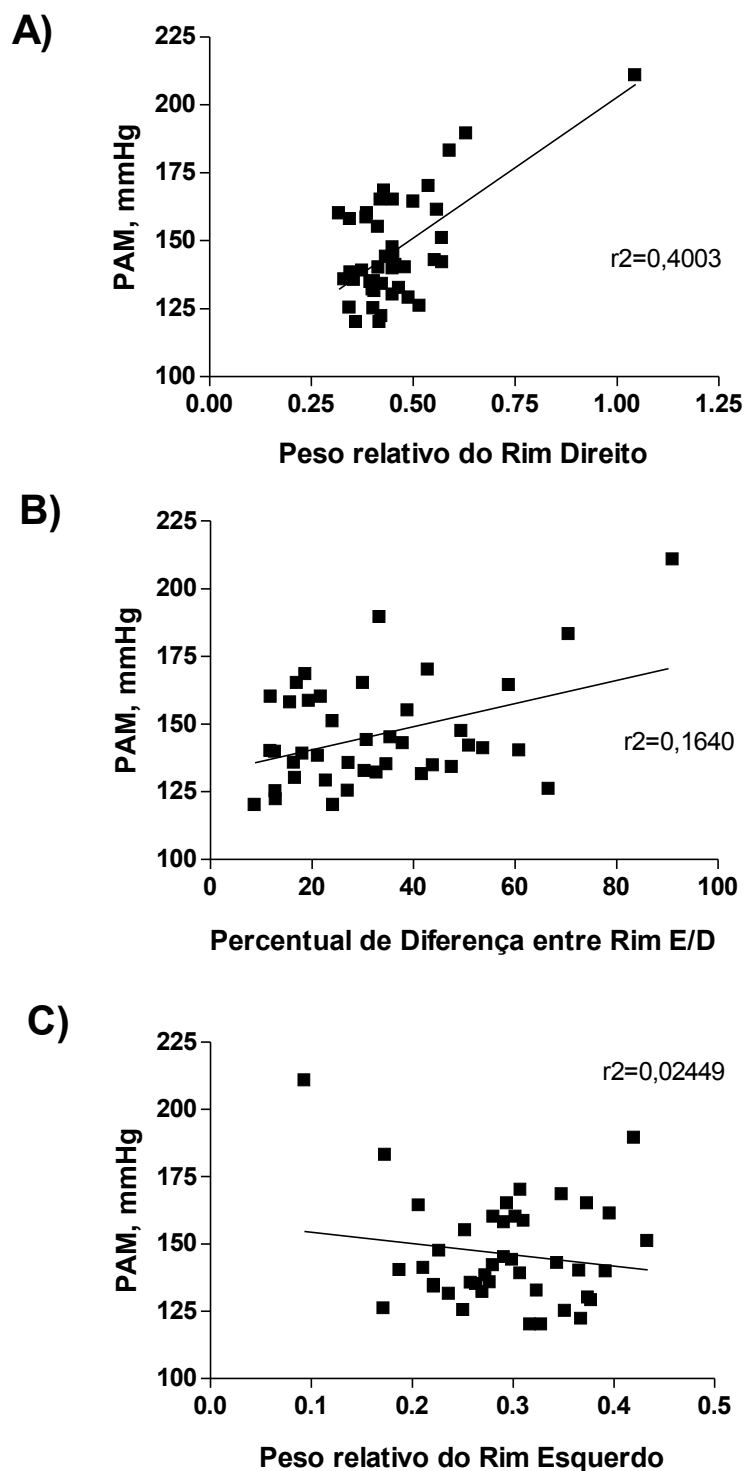 A)
225
200
175
150
125
100
PAM, mmHg
r2=0,4003
0.00 0.25 0.50 0.75 1.00 1.25
Peso relativo do Rim Direito
B)
225
200
175
150
125
100
PAM, mmHg
r2=0,1640
0 20 40 60 80 100
Percentual de Diferença entre Rim E/D
C)
225
200
175
150
125
100
PAM, mmHg
r2=0,02449
0.0 0.1 0.2 0.3 0.4 0.5
Peso relativo do Rim Esquerdo